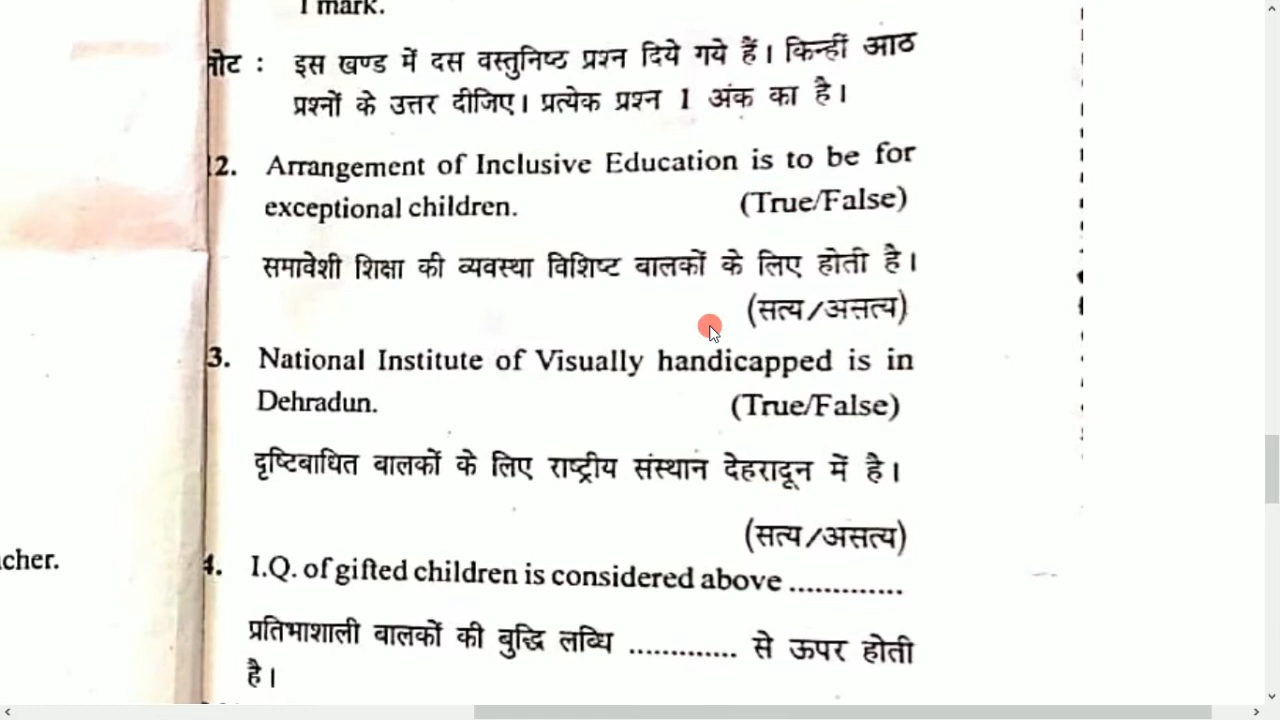 1 mark.
नोट : इस खण्ड में दस वस्तुनिष्ठ प्रश्न दिये गये हैं। किन्हीं आठ
प्रश्नों के उत्तर दीजिए। प्रत्येक प्रश्न 1 अंक का है।
12. Arrangement of Inclusive Education is to be for
exceptional children. (True/False)
समावेशी शिक्षा की व्यवस्था विशिष्ट बालकों के लिए होती है।
(सत्य/असत्य)
3. National Institute of Visually handicapped is in
Dehradun. (True/False)
दृष्टिबाधित बालकों के लिए राष्ट्रीय संस्थान देहरादून में है।
(सत्य/असत्य)
cher.
4. I.Q. of gifted children is considered above .............
प्रतिभाशाली बालकों की बुद्धि लब्धि ............. से ऊपर होती
है।